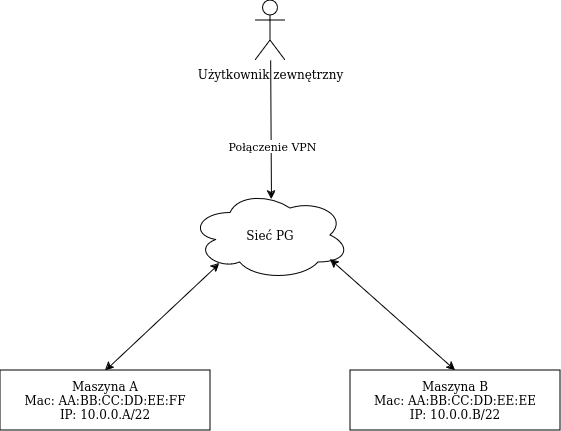 Użytkownik zewnętrzny
Połączenie VPN
Sieć PG
Maszyna A
Mac: AA:BB:CC:DD:EE:FF
IP: 10.0.0.A/22
Maszyna B
Mac: AA:BB:CC:DD:EE:EE
IP: 10.0.0.B/22